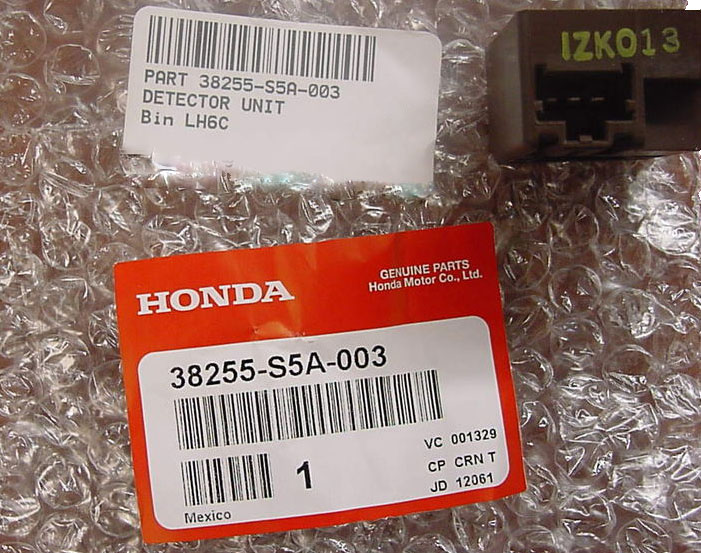 PART 38255-S5A-003
DETECTOR UNIT
Bin LH6C
IZKO13
HONDA
GENUINE PARTS
Honda Motor Co., Ltd.
38255-S5A-003
VC 001329
1
CP CRN T
JD 12061
Mexico